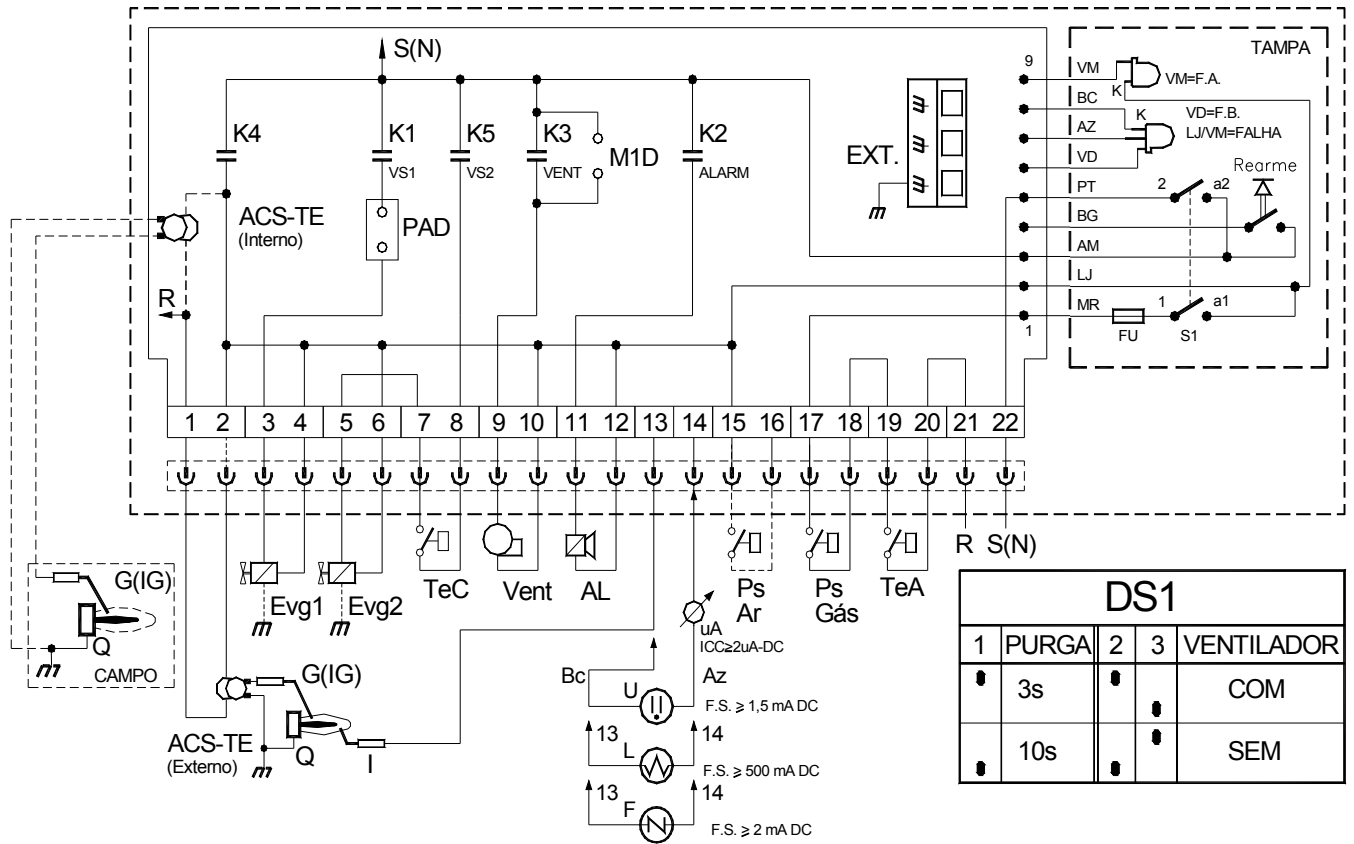 S(N)
TAMPA
9
VM
VM=F.A.
K
BC
K
VD=F.B.
LJ/VM=FALHA
AZ
VD
Rearme
PT
2
a2
BG
AM
LJ
MR
1
FU
1
S1
a1
K4
K1
VS1
K5
VS2
K3
VENT
M1D
K2
ALARM
EXT.
ACS-TE
(Interno)
PAD
R
1 2 3 4 5 6 7 8 9 10 11 12 13 14 15 16 17 18 19 20 21 22
R S(N)
Evg1
Evg2
TeC
Vent
AL
Ps
Ar
Ps
Gás
TeA
uA
ICC≥2uA-DC
G(IG)
Q
CAMPO
G(IG)
ACS-TE
(Externo)
Q
I
Bc
Az
U
F.S. ≥ 1,5 mA DC
13
14
L
F.S. ≥ 500 mA DC
13
14
F
F.S. ≥ 2 mA DC
DS1
1 PURGA 2 3 VENTILADOR
3s COM
10s SEM